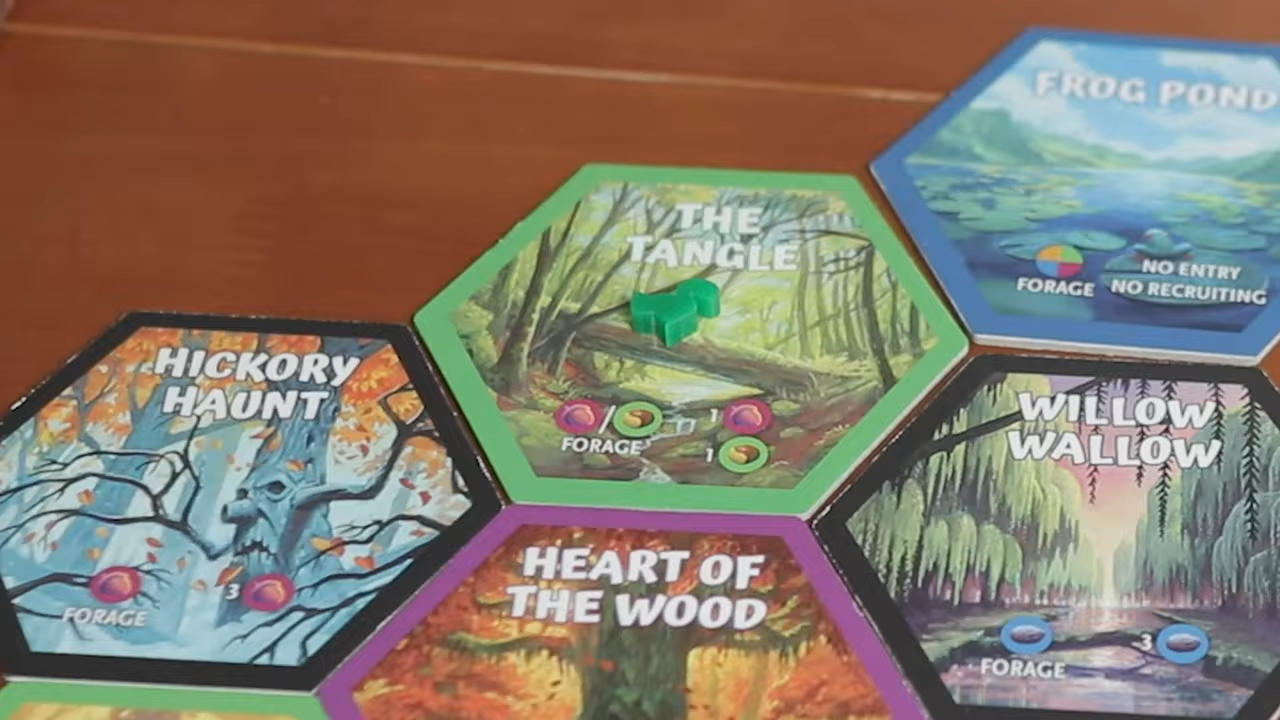 FROG POND
FORAGE
NO ENTRY
NO RECRUITING
THE
TANGLE
/
1
FORAGE
1
HICKORY
HAUNT
3
FORAGE
WILLOW
WALLOW
3
FORAGE
HEART OF
THE WOOD